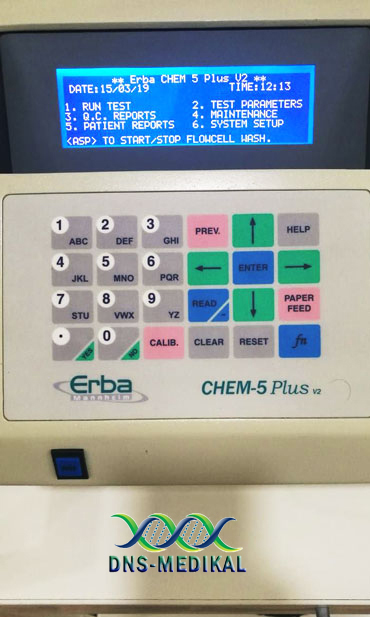 ** Erba CHEM 5 Plus V2 **
DATE:15/03/19 TIME:12:13
1. RUN TEST 2. TEST PARAMETERS
3. Q.C. REPORTS 4. MAINTENANCE
5. PATIENT REPORTS 6. SYSTEM SETUP
<ASP> TO START/STOP FLOWCELL WASH.
1 ABC 2 DEF 3 GHI PREV. HELP
4 JKL 5 MNO 6 PQR ENTER
7 STU 8 VWX 9 YZ READ PAPER FEED
. YES 0 NO CALIB. CLEAR RESET fn
Erba
Mannheim
CHEM-5 Plus V2
DNS-MEDIKAL